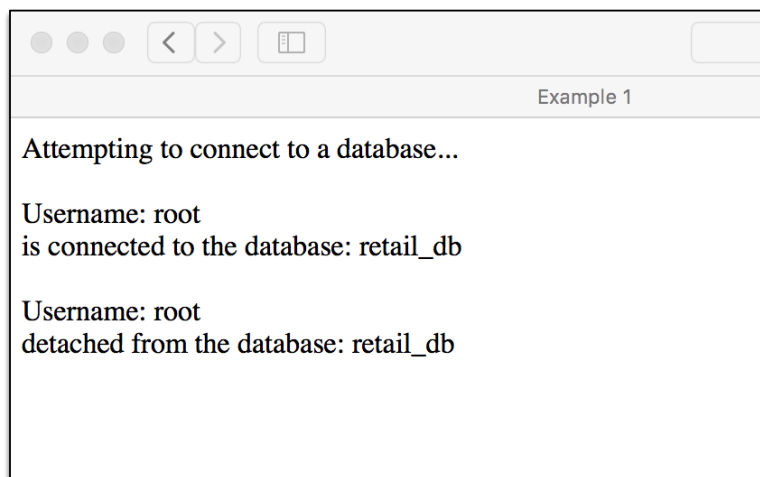 Example 1
Attempting to connect to a database...
Username: root
is connected to the database: retail_db
Username: root
detached from the database: retail_db